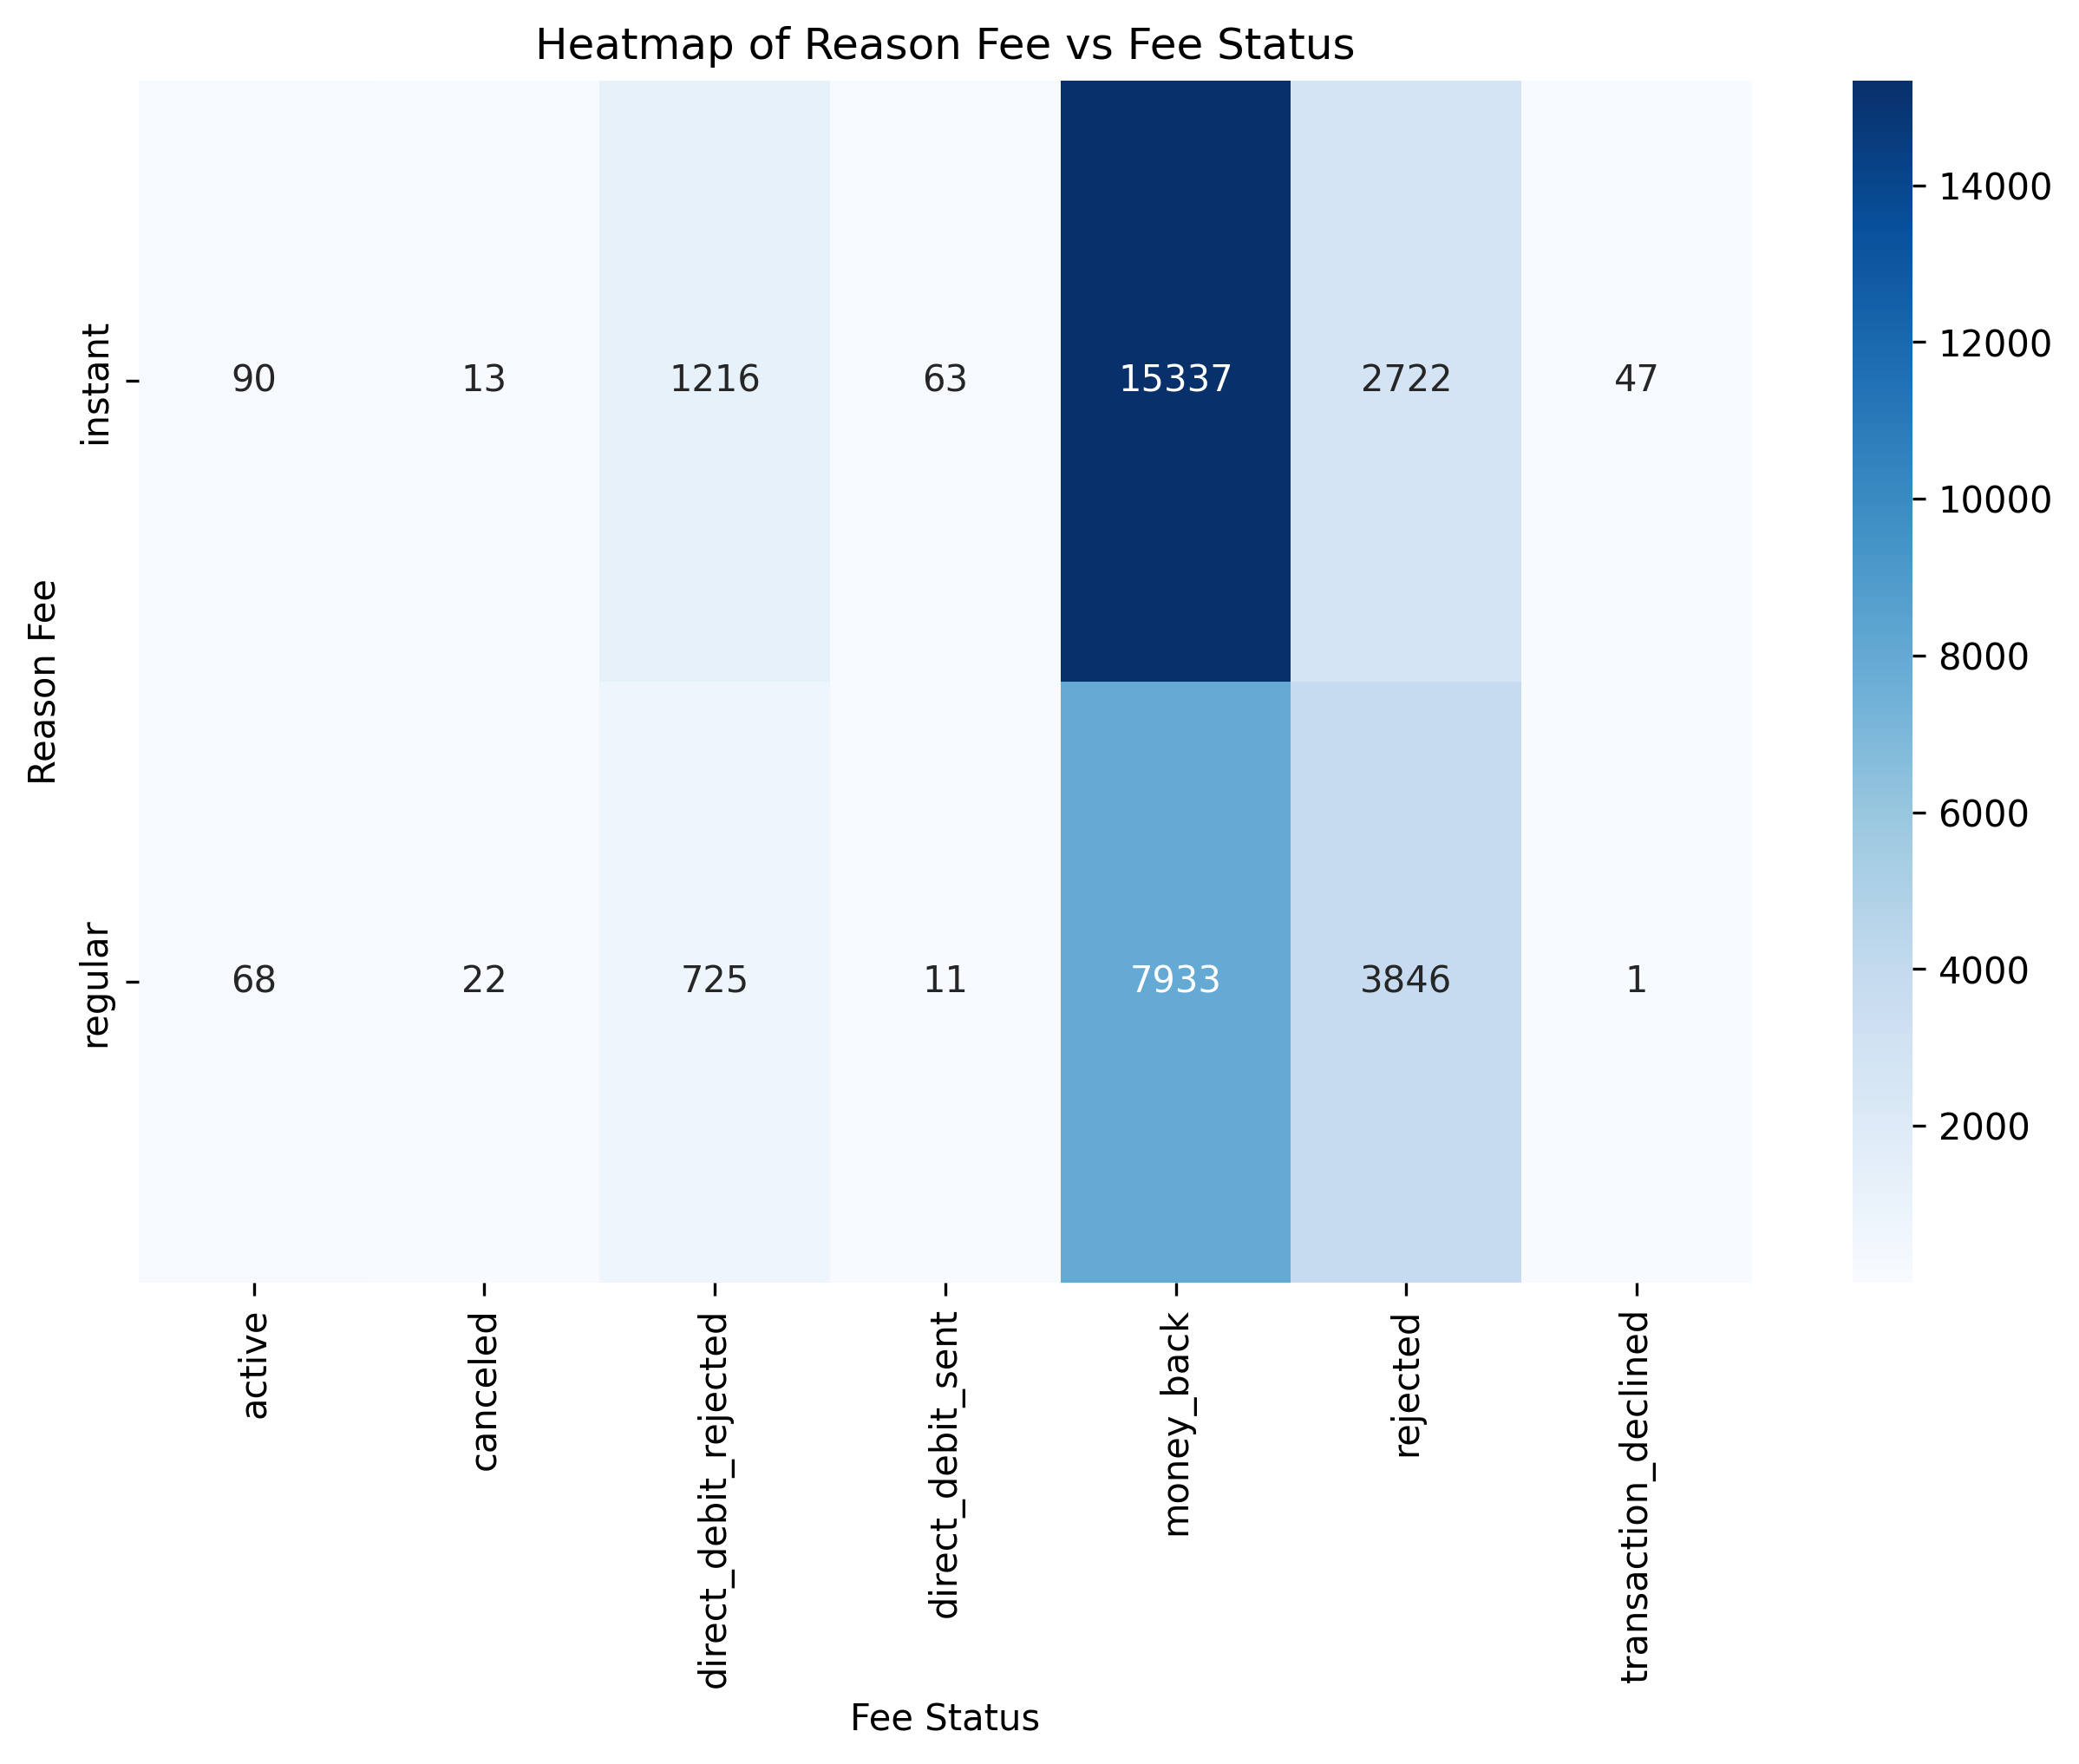 Heatmap of Reason Fee vs Fee Status
Reason Fee
instant
90 13 1216 63 15337 2722 47
regular
68 22 725 11 7933 3846 1
active
canceled
direct_debit_rejected
direct_debit_sent
money_back
rejected
transaction_declined
Fee Status
14000
12000
10000
8000
6000
4000
2000